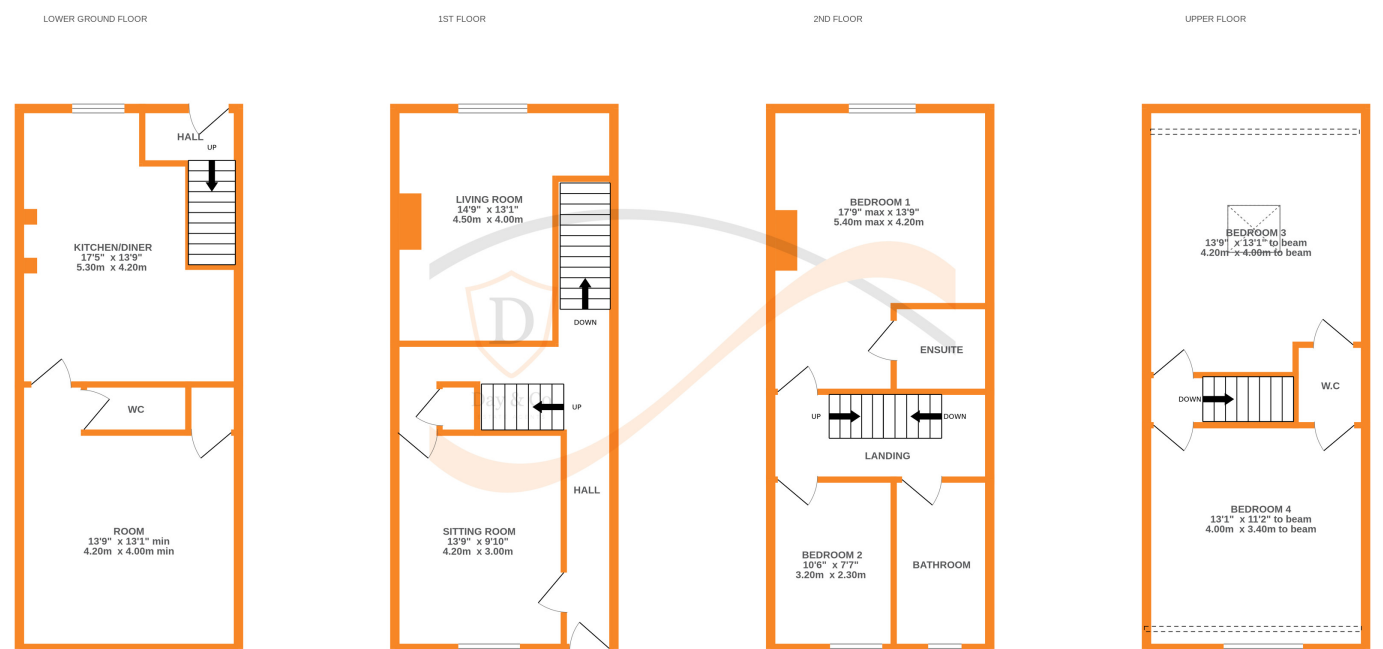 LOWER GROUND FLOOR
HALL
UP
KITCHEN/DINER
17'5" x 13'9"
5.30m x 4.20m
WC
ROOM
13'9" x 13'1" min
4.20m x 4.00m min
1ST FLOOR
LIVING ROOM
14'9" x 13'1"
4.50m x 4.00m
D
DOWN
Day & Co
UP
HALL
SITTING ROOM
13'9" x 9'10"
4.20m x 3.00m
2ND FLOOR
BEDROOM 1
17'9" max x 13'9"
5.40m max x 4.20m
ENSUITE
UP
DOWN
LANDING
BEDROOM 2
10'6" x 7'7"
3.20m x 2.30m
BATHROOM
UPPER FLOOR
BEDROOM 3
13'9" x 13'1" to beam
4.20m x 4.00m to beam
W.C
DOWN
BEDROOM 4
13'1" x 11'2" to beam
4.00m x 3.40m to beam